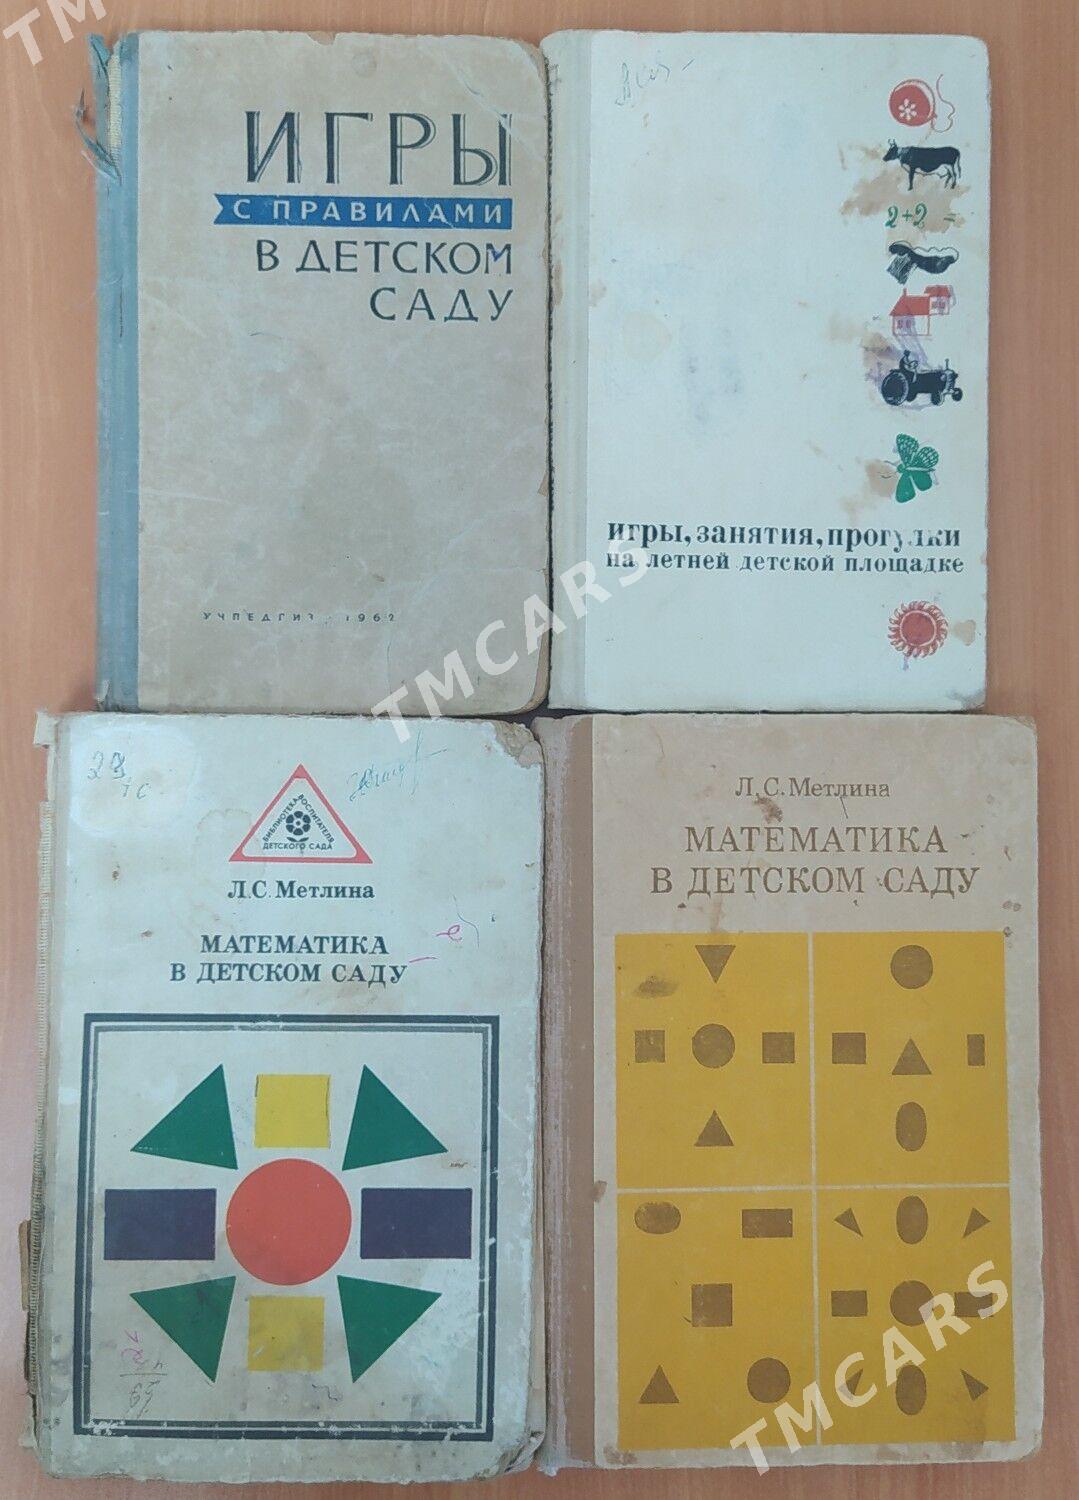 ИГРЫ
С ПРАВИЛАМИ
В ДЕТСКОМ
САДУ
УЧПЕДГИЗ · 1962
2+2 =
игры, занятия, прогулки
на летней детской площадке
29
БИБЛИОТЕКА ВОСПИТАТЕЛЯ
ДЕТСКОГО САДА
Л.С. Метлина
МАТЕМАТИКА
В ДЕТСКОМ САДУ
Л. С. Метлина
МАТЕМАТИКА
В ДЕТСКОМ САДУ
TMCARS
TMCARS
TM